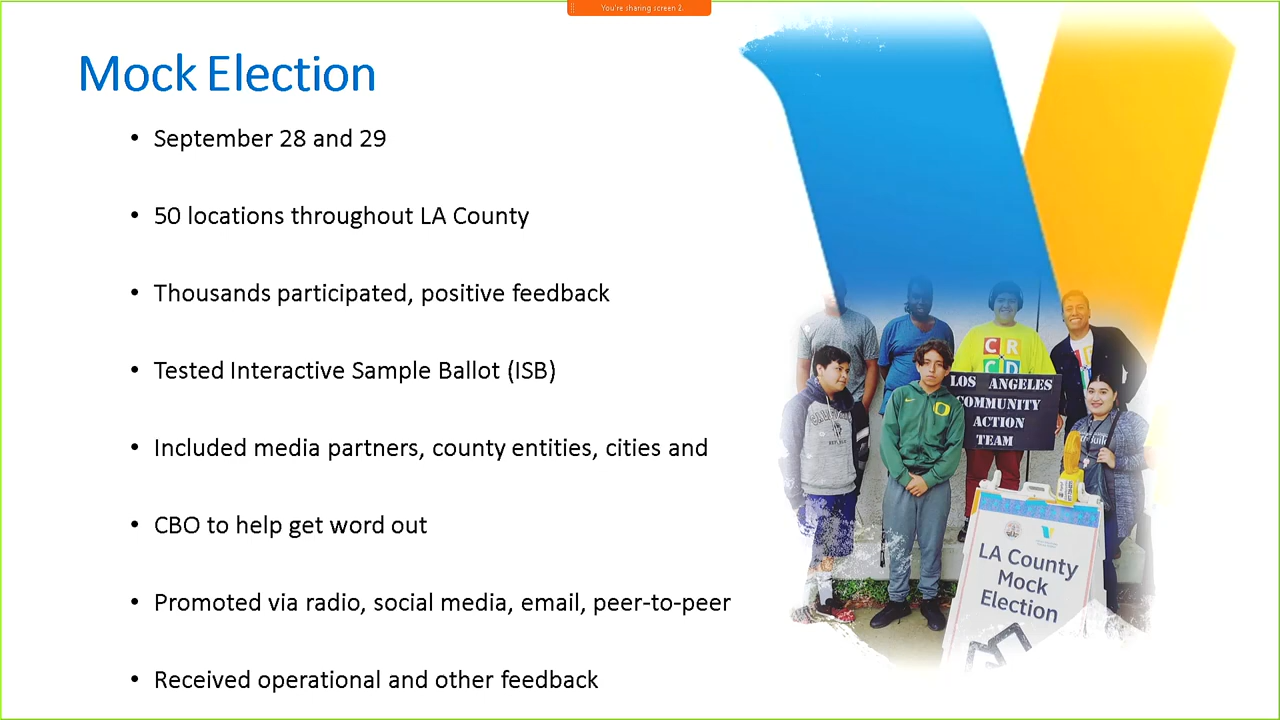 You're sharing screen 2.
Mock Election
• September 28 and 29
• 50 locations throughout LA County
• Thousands participated, positive feedback
• Tested Interactive Sample Ballot (ISB)
• Included media partners, county entities, cities and
• CBO to help get word out
• Promoted via radio, social media, email, peer-to-peer
• Received operational and other feedback
CR
CD
LOS ANGELES
COMMUNITY
ACTION
TEAM
LA County
Mock
Election